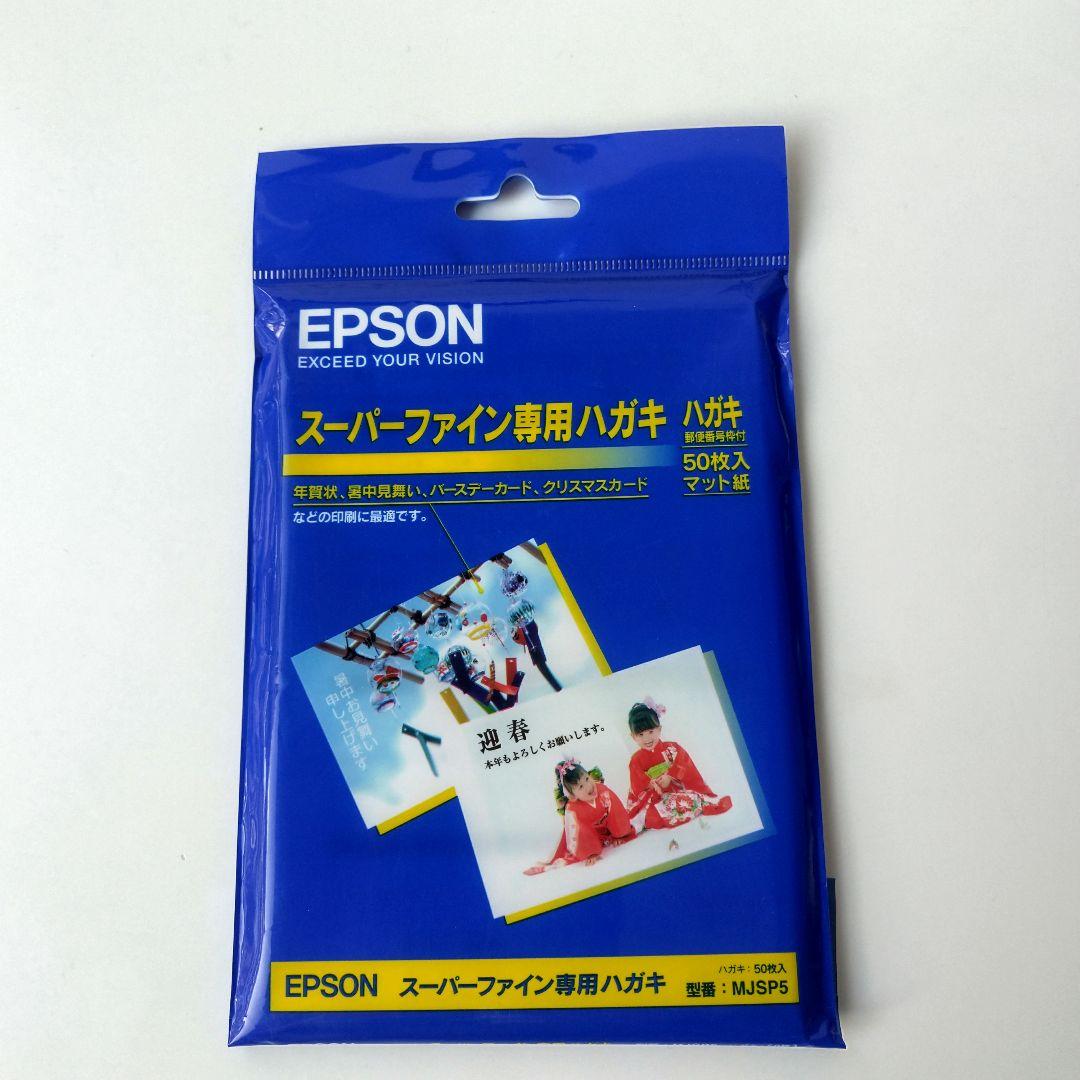 EPSON
EXCEED YOUR VISION
スーパーファイン専用ハガキ
ハガキ
郵便番号枠付
50枚入
マット紙
年賀状、暑中見舞い、バースデーカード、クリスマスカード
などの印刷に最適です。
暑中お見舞い
申し上げます
迎春
本年もよろしくお願いします。
EPSON スーパーファイン専用ハガキ
ハガキ：50枚入
型番：MJSP5